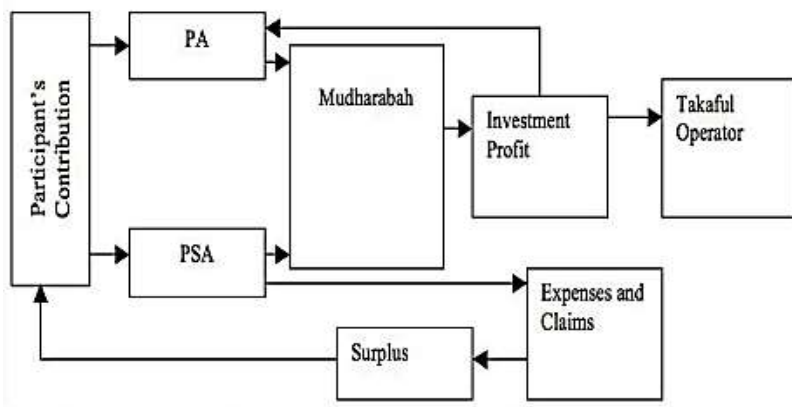 Participant's
Contribution
PA
Mudharabah
Investment
Profit
Takaful
Operator
PSA
Expenses and
Claims
Surplus